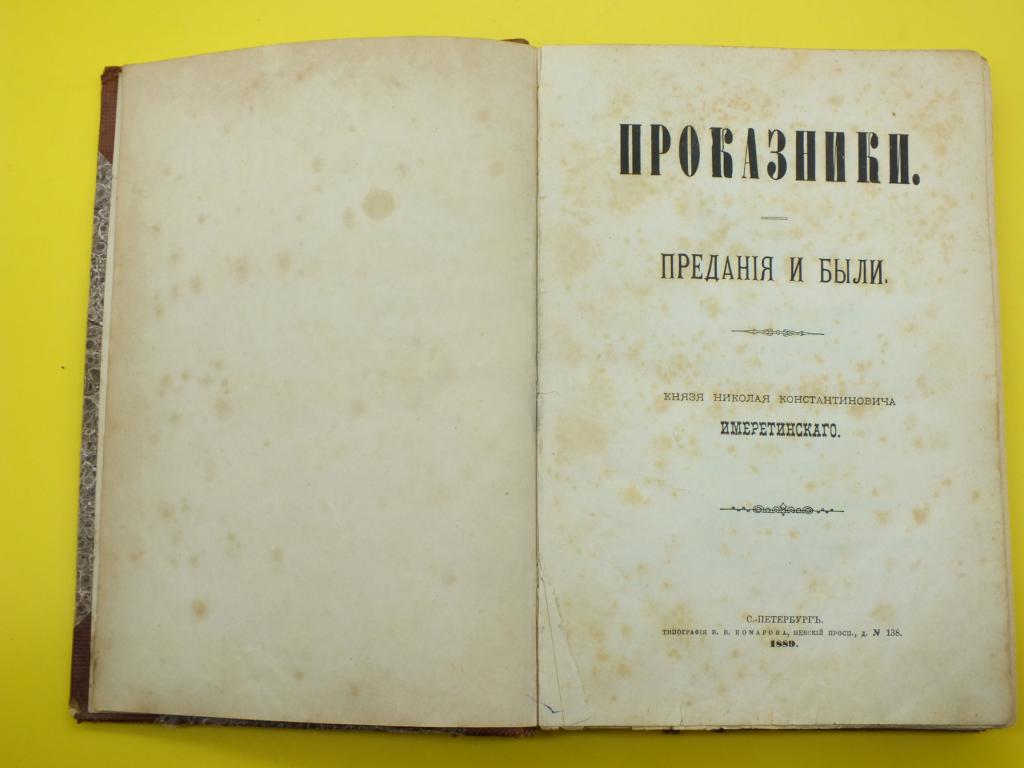 ПРОКАЗНИКИ.
ПРЕДАНІЯ И БЫЛИ.
КНЯЗЯ НИКОЛАЯ КОНСТАНТИНОВИЧА
ИМЕРЕТИНСКАГО.
С.-ПЕТЕРБУРГЪ.
ТИПОГРАФІЯ В. В. КОМАРОВА, НЕВСКІЙ ПРОСП., Д. № 138.
1889.